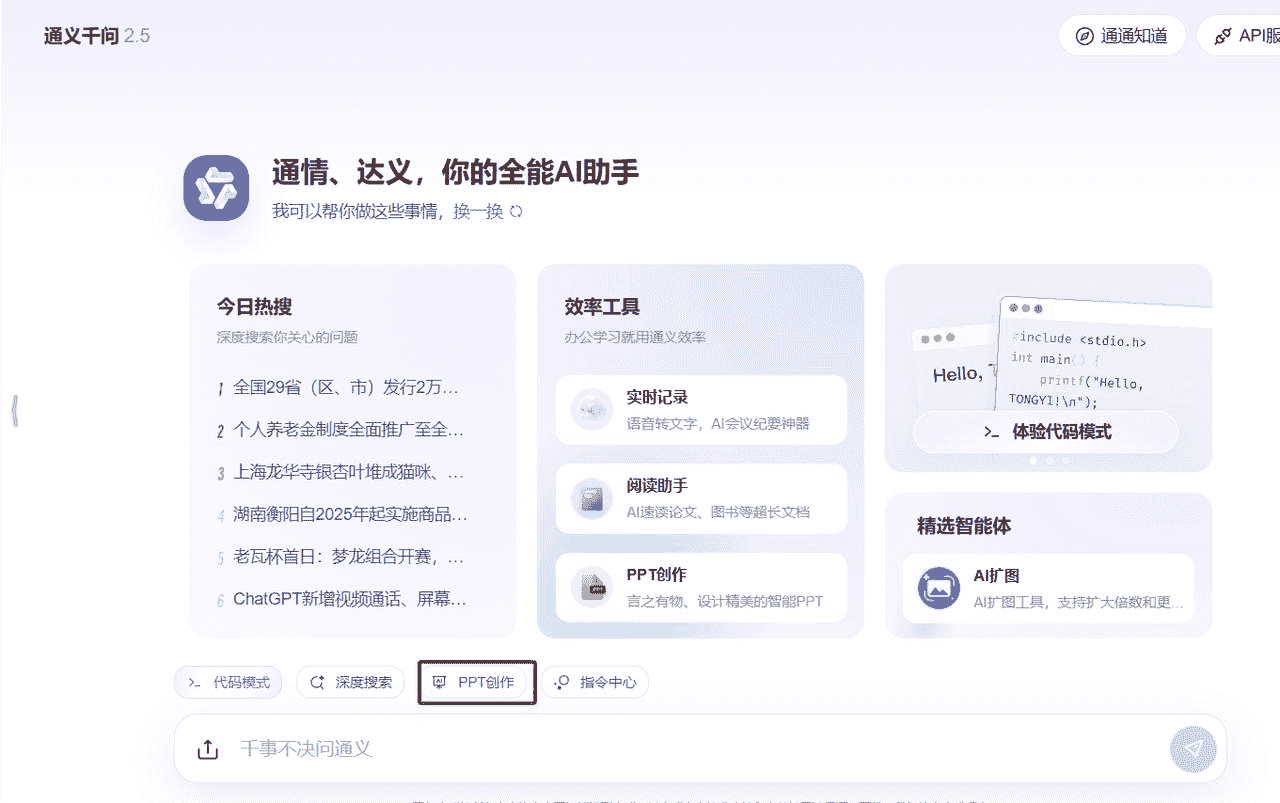 通义千问 2.5
通通知道
API服
通情、达义，你的全能AI助手
我可以帮你做这些事情，换一换
今日热搜
深度搜索你关心的问题
1 全国29省（区、市）发行2万…
2 个人养老金制度全面推广至全…
3 上海龙华寺银杏叶堆成猫咪、…
4 湖南衡阳自2025年起实施商品…
5 老瓦杯首日：梦龙组合开赛，…
6 ChatGPT新增视频通话、屏幕…
效率工具
办公学习就用通义效率
实时记录
语音转文字，AI会议纪要神器
阅读助手
AI速读论文、图书等超长文档
PPT创作
言之有物、设计精美的智能PPT
Hello,
#include <stdio.h>
int main() {
printf("Hello,
TONGYI!\n");
>_ 体验代码模式
精选智能体
AI扩图
AI扩图工具，支持扩大倍数和更…
>_ 代码模式
深度搜索
PPT创作
指令中心
千事不决问通义